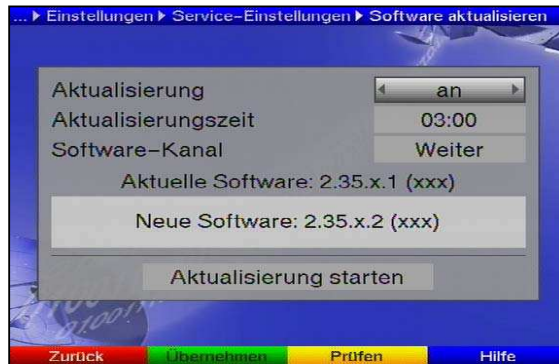 ... ▶ Einstellungen ▶ Service-Einstellungen ▶ Software aktualisieren
Aktualisierung an
Aktualisierungszeit 03:00
Software-Kanal Weiter
Aktuelle Software: 2.35.x.1 (xxx)
Neue Software: 2.35.x.2 (xxx)
Aktualisierung starten
Zurück Übernehmen Prüfen Hilfe